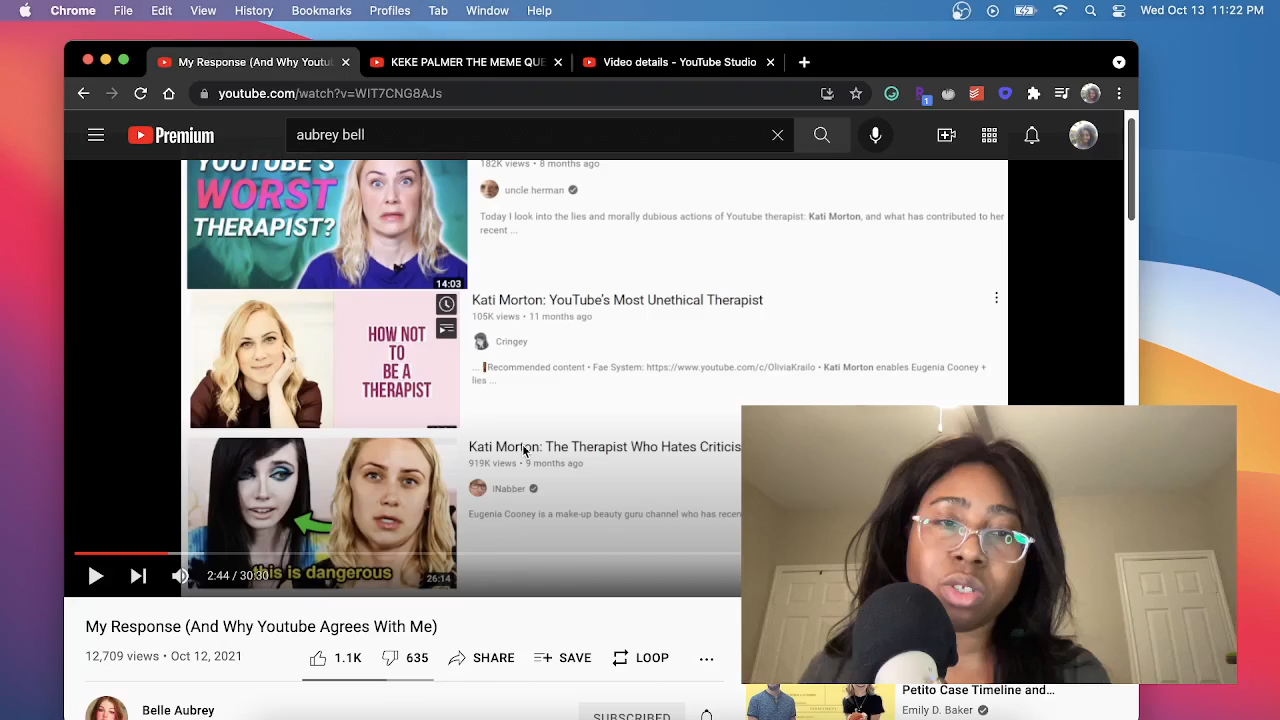 Chrome File Edit View History Bookmarks Profiles Tab Window Help Wed Oct 13 11:22 PM
My Response (And Why Youtu KEKE PALMER THE MEME QUE Video details - YouTube Studio
youtube.com/watch?v=WIT7CNG8AJs
1
Premium
aubrey bell
YOUTUBE'S
WORST
THERAPIST?
14:03
182K views • 8 months ago
uncle herman
Today I look into the lies and morally dubious actions of Youtube therapist: Kati Morton, and what has contributed to her
recent ...
HOW NOT
TO
BE A
THERAPIST
Kati Morton: YouTube's Most Unethical Therapist
105K views • 11 months ago
Cringey
... Recommended content • Fae System: https://www.youtube.com/c/OliviaKrailo • Kati Morton enables Eugenia Cooney +
lies ...
Kati Morton: The Therapist Who Hates Criticis
919K views • 9 months ago
iNabber
Eugenia Cooney is a make-up beauty guru channel who has recen
this is dangerous
26:14
2:44 / 30:30
My Response (And Why Youtube Agrees With Me)
12,709 views • Oct 12, 2021
1.1K 635 SHARE SAVE LOOP
Belle Aubrey
SUBSCRIBED
Petito Case Timeline and...
Emily D. Baker